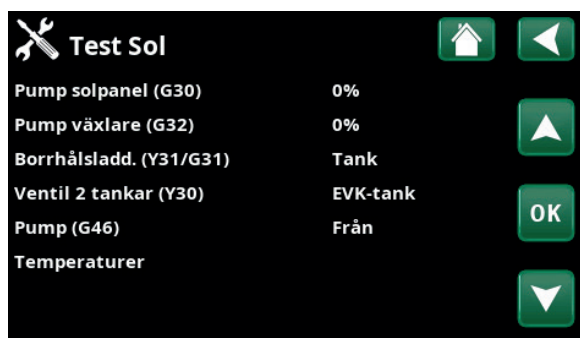 Test Sol
Pump solpanel (G30) 0%
Pump växlare (G32) 0%
Borrhålsladd. (Y31/G31) Tank
Ventil 2 tankar (Y30) EVK-tank
Pump (G46) Från
Temperaturer
OK